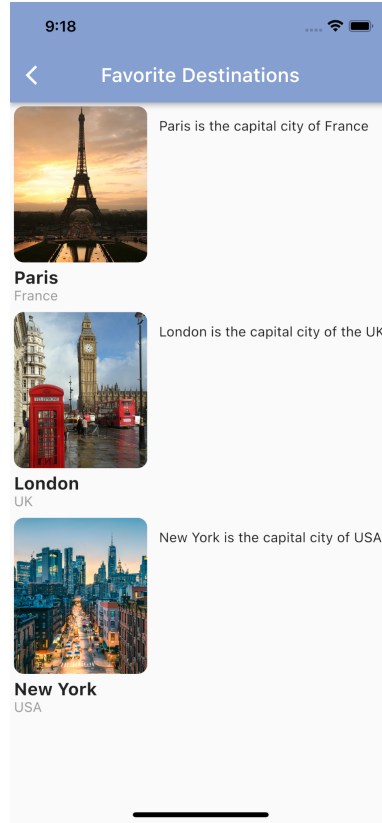 9:18
Favorite Destinations
Paris is the capital city of France
Paris
France
London is the capital city of the UK
TELEPHONE
London
UK
New York is the capital city of USA
New York
USA